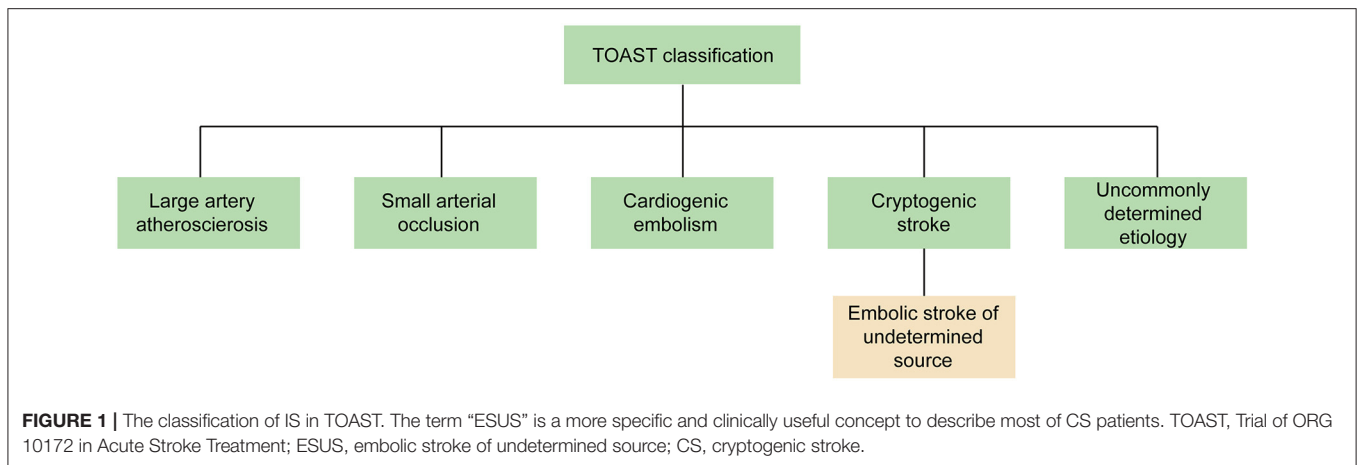 TOAST classification
Large artery
atheroscierosis
Small arterial
occlusion
Cardiogenic
embolism
Cryptogenic
stroke
Uncommonly
determined
etiology
Embolic stroke of
undetermined
source
FIGURE 1 | The classification of IS in TOAST. The term “ESUS” is a more specific and clinically useful concept to describe most of CS patients. TOAST, Trial of ORG
10172 in Acute Stroke Treatment; ESUS, embolic stroke of undetermined source; CS, cryptogenic stroke.